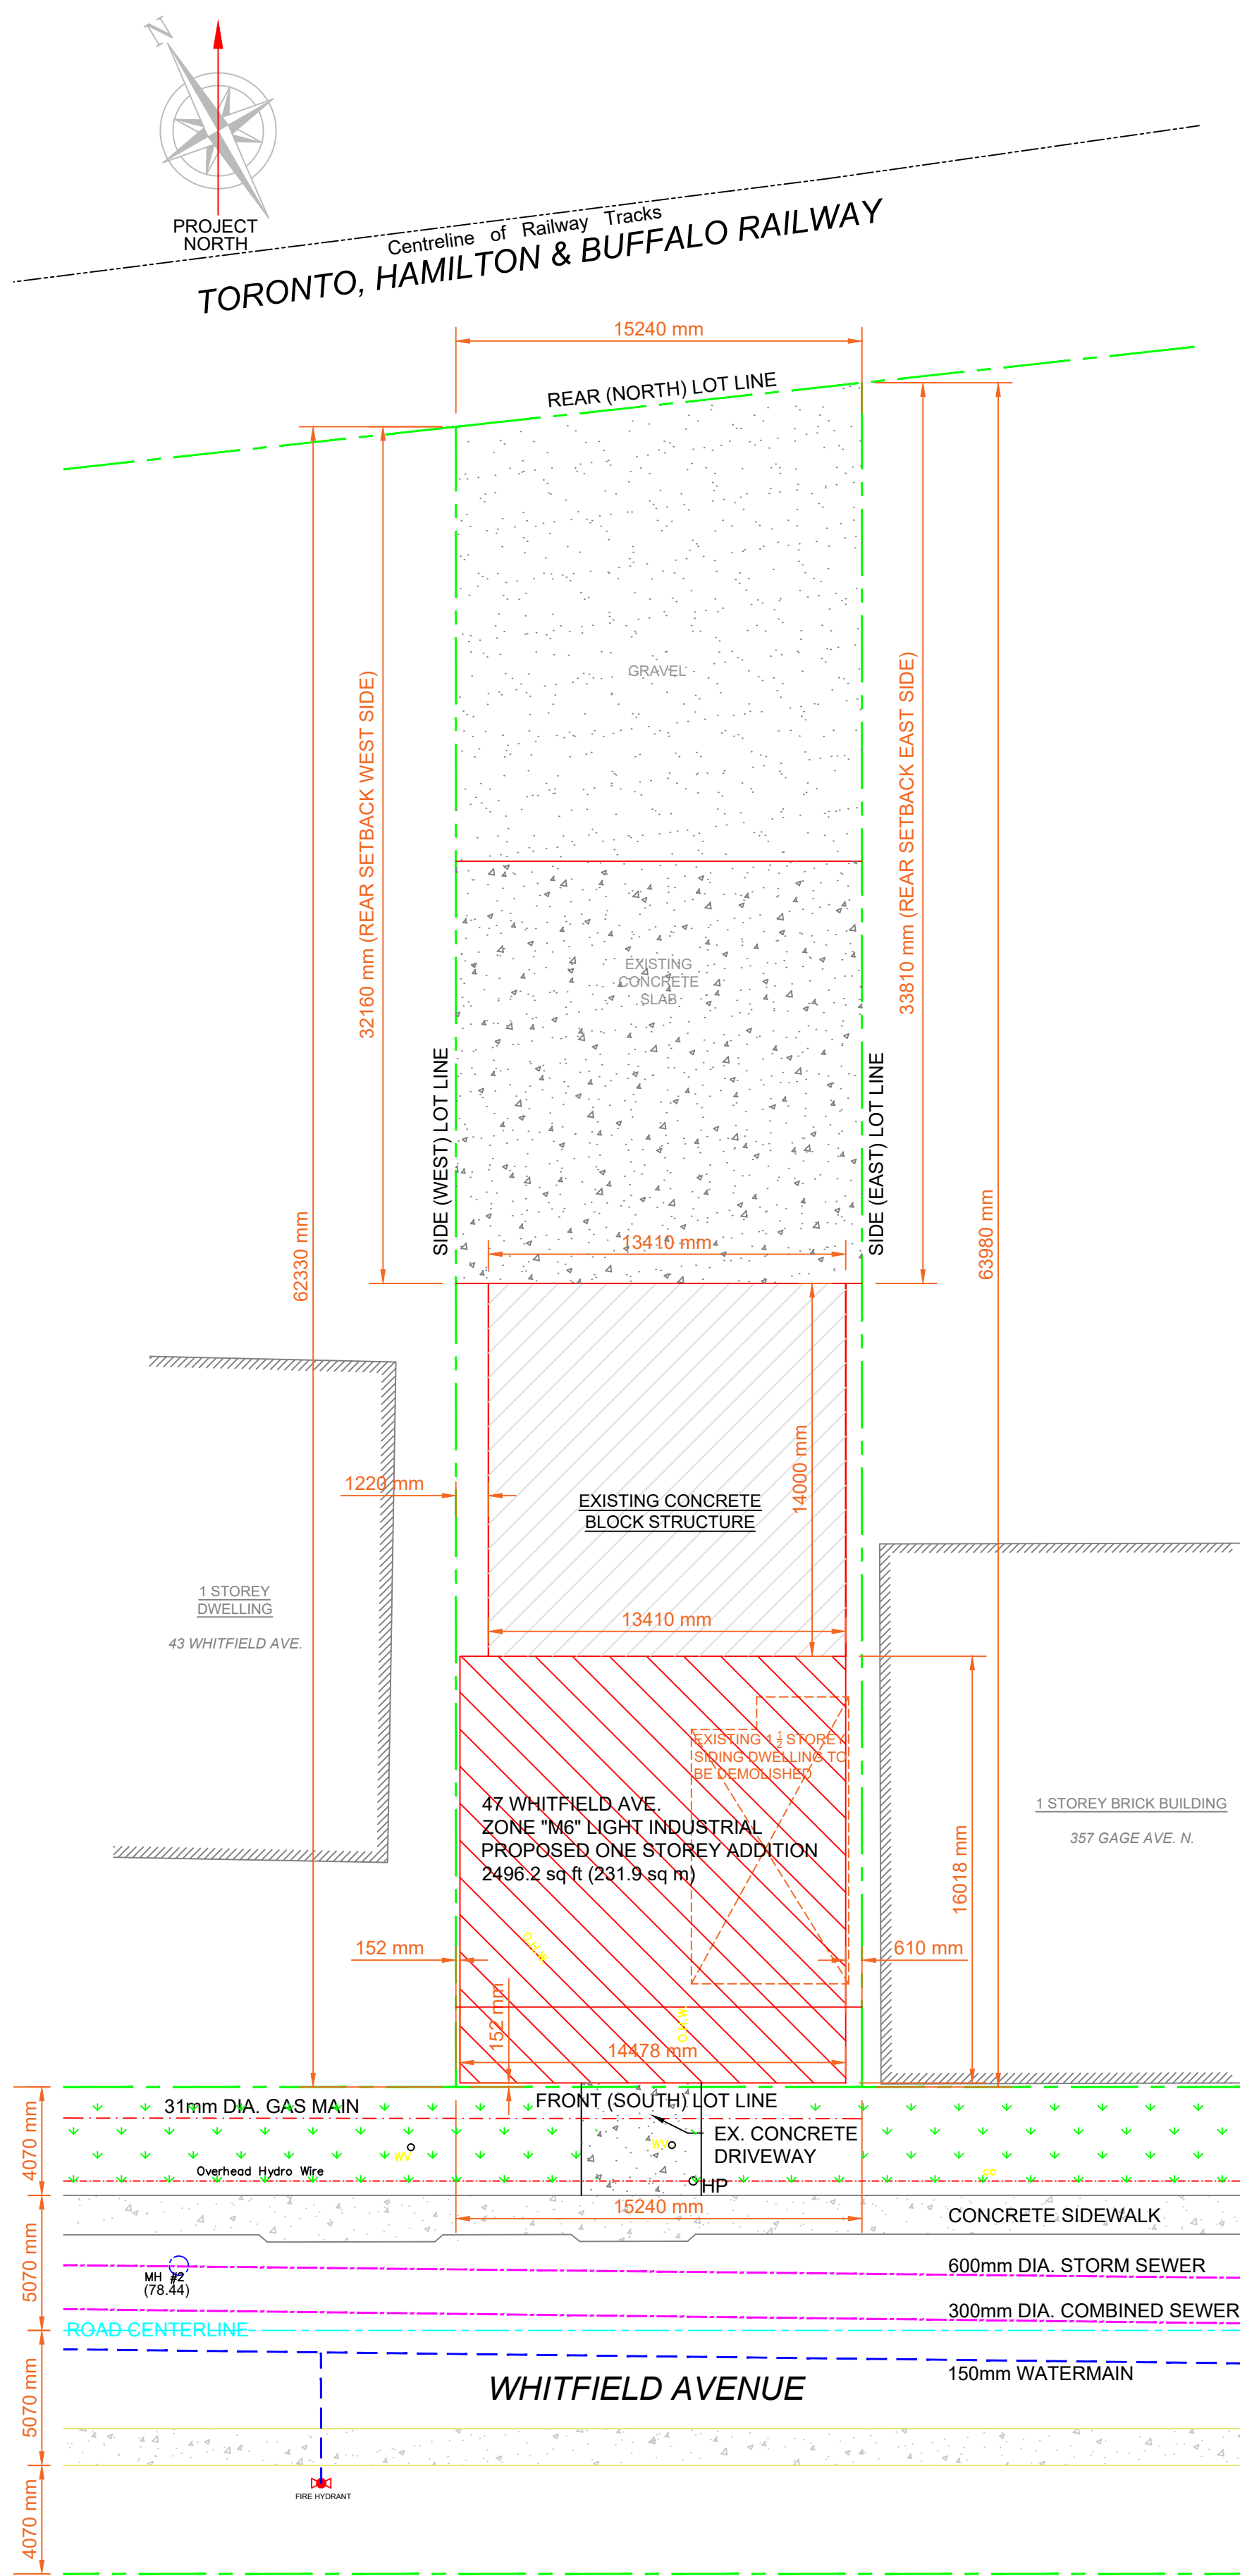 N
PROJECT
NORTH
Centreline of Railway Tracks
TORONTO, HAMILTON & BUFFALO RAILWAY
15240 mm
REAR (NORTH) LOT LINE
GRAVEL
32160 mm (REAR SETBACK WEST SIDE)
33810 mm (REAR SETBACK EAST SIDE)
EXISTING
CONCRETE
SLAB
SIDE (WEST) LOT LINE
SIDE (EAST) LOT LINE
62330 mm
63980 mm
13410 mm
14000 mm
1220 mm
EXISTING CONCRETE
BLOCK STRUCTURE
13410 mm
1 STOREY
DWELLING
43 WHITFIELD AVE.
EXISTING 1 1/2 STOREY
SIDING DWELLING TO
BE DEMOLISHED
47 WHITFIELD AVE.
ZONE "M6" LIGHT INDUSTRIAL
PROPOSED ONE STOREY ADDITION
2496.2 sq ft (231.9 sq m)
1 STOREY BRICK BUILDING
357 GAGE AVE. N.
16018 mm
O.H.W.
152 mm
610 mm
152 mm
O.H.W.
14478 mm
FRONT (SOUTH) LOT LINE
31mm DIA. GAS MAIN
EX. CONCRETE
DRIVEWAY
WV
WV
Overhead Hydro Wire
CO
HP
4070 mm
15240 mm
CONCRETE SIDEWALK
5070 mm
MH #2
(78.44)
600mm DIA. STORM SEWER
300mm DIA. COMBINED SEWER
ROAD CENTERLINE
150mm WATERMAIN
WHITFIELD AVENUE
5070 mm
FIRE HYDRANT
4070 mm